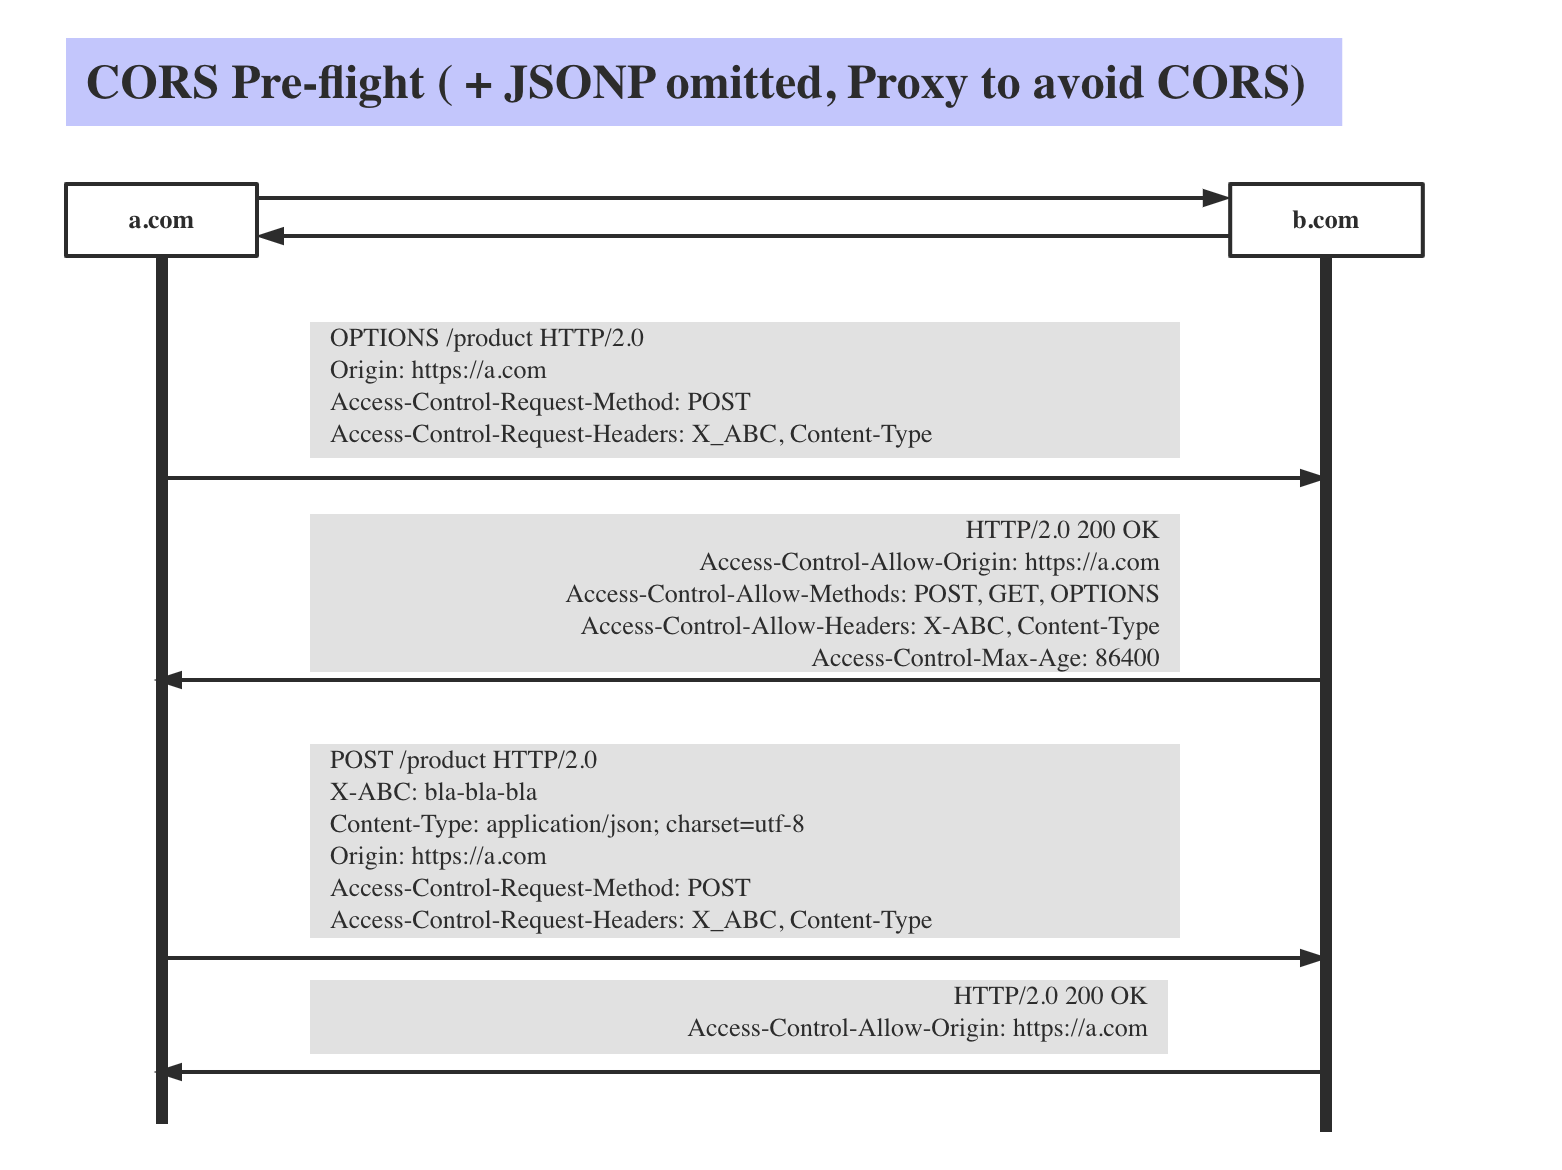 CORS Pre-flight ( + JSONP omitted, Proxy to avoid CORS)
a.com
b.com
OPTIONS /product HTTP/2.0
Origin: https://a.com
Access-Control-Request-Method: POST
Access-Control-Request-Headers: X_ABC, Content-Type
HTTP/2.0 200 OK
Access-Control-Allow-Origin: https://a.com
Access-Control-Allow-Methods: POST, GET, OPTIONS
Access-Control-Allow-Headers: X-ABC, Content-Type
Access-Control-Max-Age: 86400
POST /product HTTP/2.0
X-ABC: bla-bla-bla
Content-Type: application/json; charset=utf-8
Origin: https://a.com
Access-Control-Request-Method: POST
Access-Control-Request-Headers: X_ABC, Content-Type
HTTP/2.0 200 OK
Access-Control-Allow-Origin: https://a.com